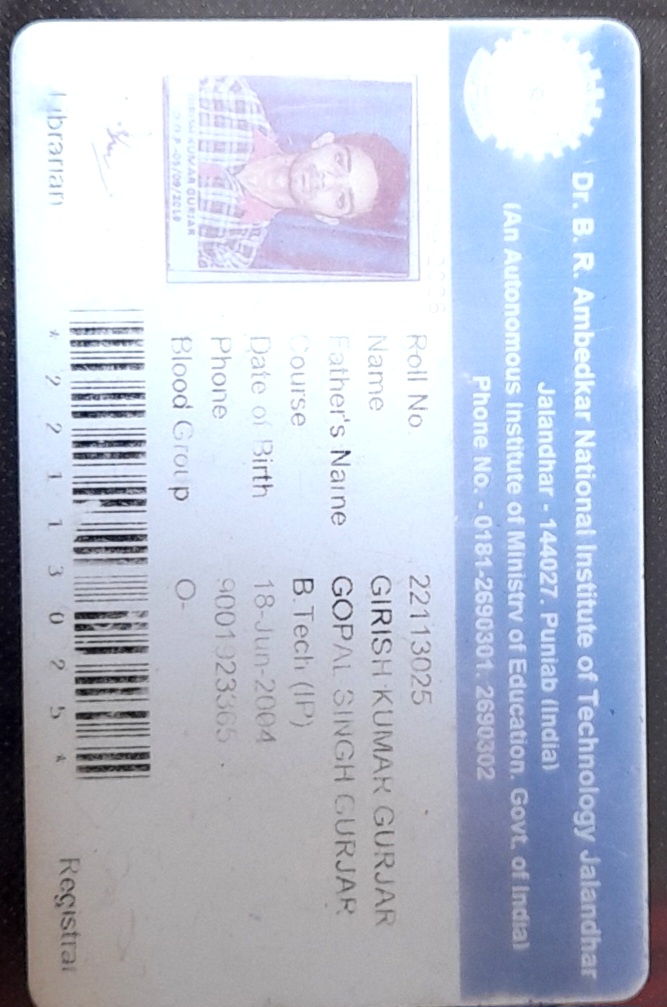 Dr. B. R. Ambedkar National Institute of Technology Jalandhar
Jalandhar - 144027. Punjab (India)
(An Autonomous Institute of Ministry of Education. Govt. of India)
Phone No. - 0181-2690301. 2690302
Roll No. 22113025
Name GIRISH KUMAR GURJAR
Father's Name GOPAL SINGH GURJAR
Course B.Tech (IP)
Date of Birth 18-Jun-2004
Phone 9001923365
Blood Group O-
KUMAR GURJAR
* 2 2 1 1 3 0 2 5 *
Librarian
Registrar